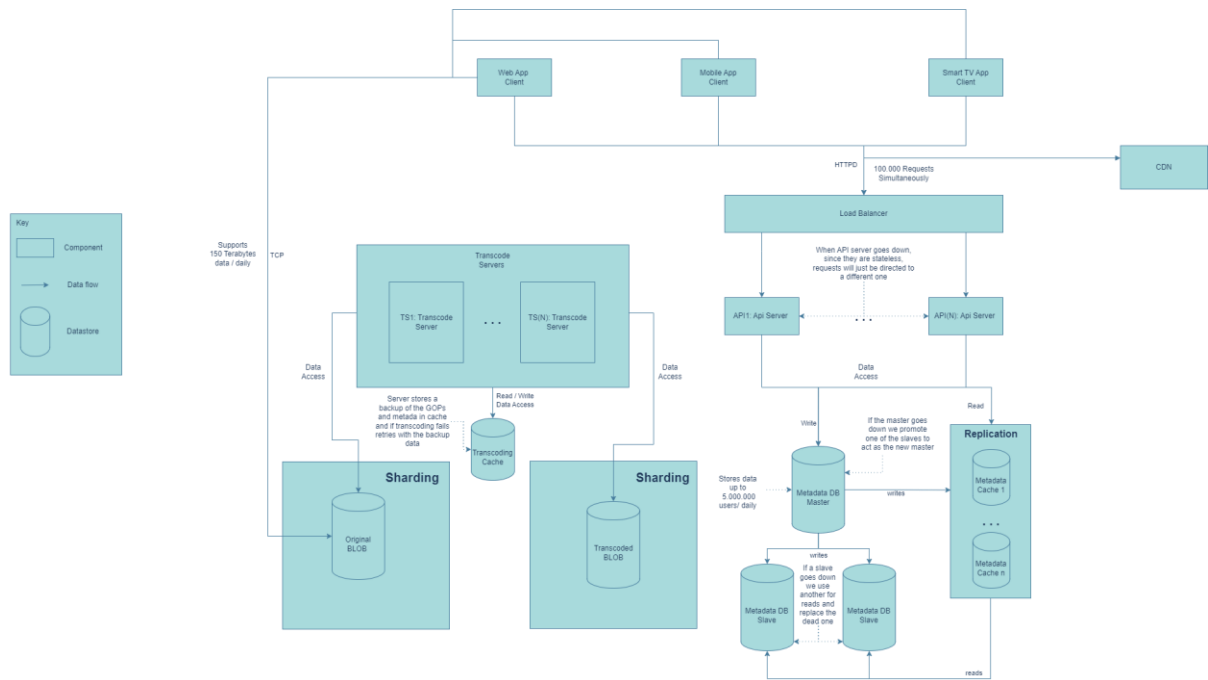 Web App
Client
Mobile App
Client
Smart TV App
Client
HTTPD
100.000 Requests
Simultaneously
CDN
Load Balancer
Key
Component
Data flow
Datastore
Supports
150 Terabytes
data / daily
TCP
Transcode
Servers
TS1: Transcode
Server
...
TS(N): Transcode
Server
When API server goes down,
since they are stateless,
requests will just be directed to
a different one
API1: Api Server
...
API(N): Api Server
Data
Access
Data
Access
Data
Access
Read / Write
Data Access
Server stores a
backup of the GOPs
and metada in cache
and if transcoding fails
retries with the backup
data
Transcoding
Cache
Write
Read
If the master goes
down we promote
one of the slaves to
act as the new master
Replication
Metadata
Cache 1
...
Metadata
Cache n
Sharding
Original
BLOB
Sharding
Transcoded
BLOB
Stores data
up to
5.000.000
users/ daily
Metadata DB
Master
writes
writes
If a slave
goes down
we use
another for
reads and
replace the
dead one
Metadata DB
Slave
Metadata DB
Slave
reads